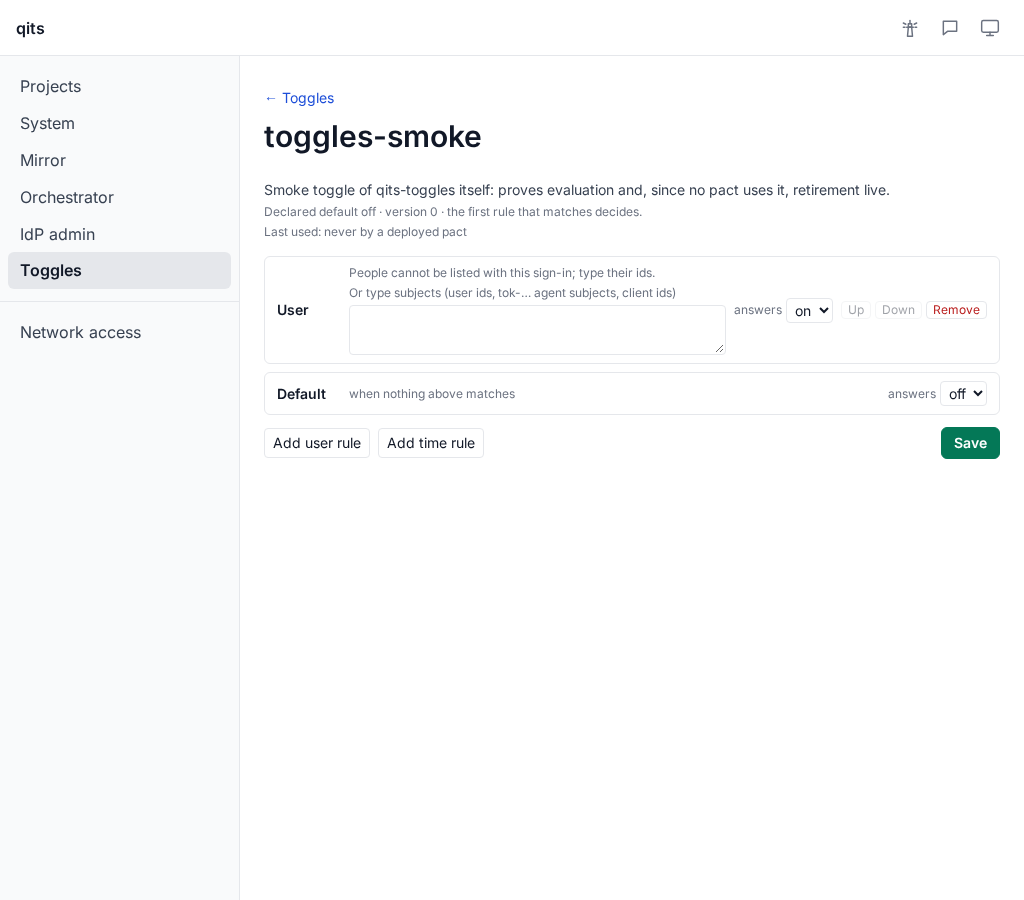 qits
Projects
System
Mirror
Orchestrator
IdP admin
Toggles
Network access
← Toggles
toggles-smoke
Smoke toggle of qits-toggles itself: proves evaluation and, since no pact uses it, retirement live.
Declared default off · version 0 · the first rule that matches decides.
Last used: never by a deployed pact
People cannot be listed with this sign-in; type their ids.
Or type subjects (user ids, tok-… agent subjects, client ids)
User answers on Up Down Remove
Default when nothing above matches answers off
Add user rule Add time rule Save